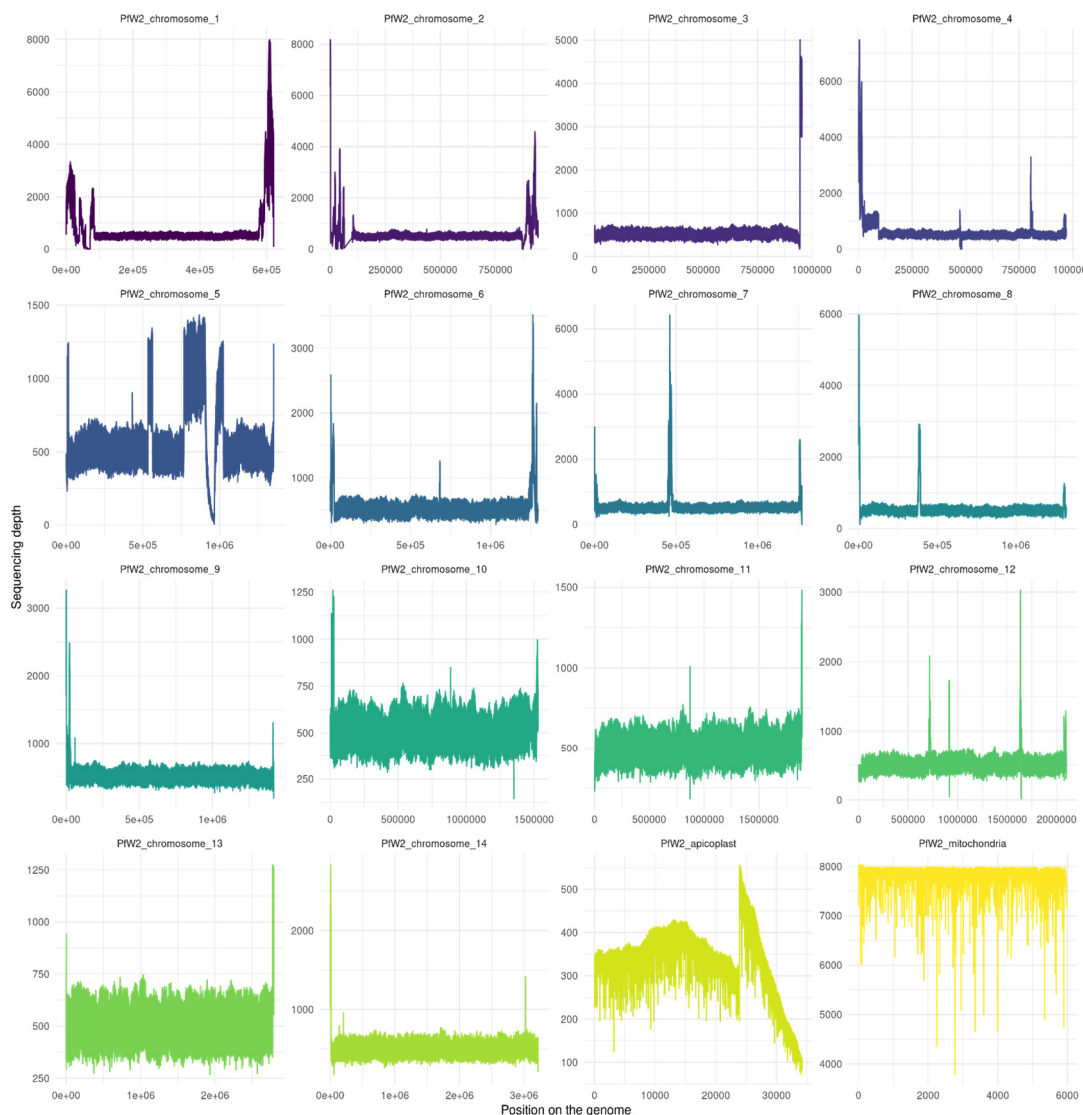 PfW2_chromosome_1 PfW2_chromosome_2 PfW2_chromosome_3 PfW2_chromosome_4
8000 8000 5000
6000 6000 4000 6000
4000 4000 3000 4000
2000 2000 2000 2000
1000
0 0 0 0
0e+00 2e+05 4e+05 6e+05 0 250000 500000 750000 0 250000 500000 750000 1000000 0 250000 500000 750000 100000
PfW2_chromosome_5 PfW2_chromosome_6 PfW2_chromosome_7 PfW2_chromosome_8
1500 3000 6000 6000
1000 2000 4000 4000
500 1000 2000 2000
0 0 0
0e+00 5e+05 1e+06 0e+00 5e+05 1e+06 0e+00 5e+05 1e+06 0e+00 5e+05 1e+06
Sequencing depth
PfW2_chromosome_9 PfW2_chromosome_10 PfW2_chromosome_11 PfW2_chromosome_12
3000 1250 1500 3000
2000 1000 1000 2000
1000 750 500 1000
500
250 0
0e+00 5e+05 1e+06 0 500000 1000000 1500000 0 500000 1000000 1500000 0 500000 1000000 1500000 2000000
PfW2_chromosome_13 PfW2_chromosome_14 PfW2_apicoplast PfW2_mitochondria
1250 2000 500 8000
1000 1000 400 7000
750 300 6000
500 200 5000
250 100 4000
0e+00 1e+06 2e+06 0e+00 1e+06 2e+06 3e+06 0 10000 20000 30000 0 2000 4000 6000
Position on the genome